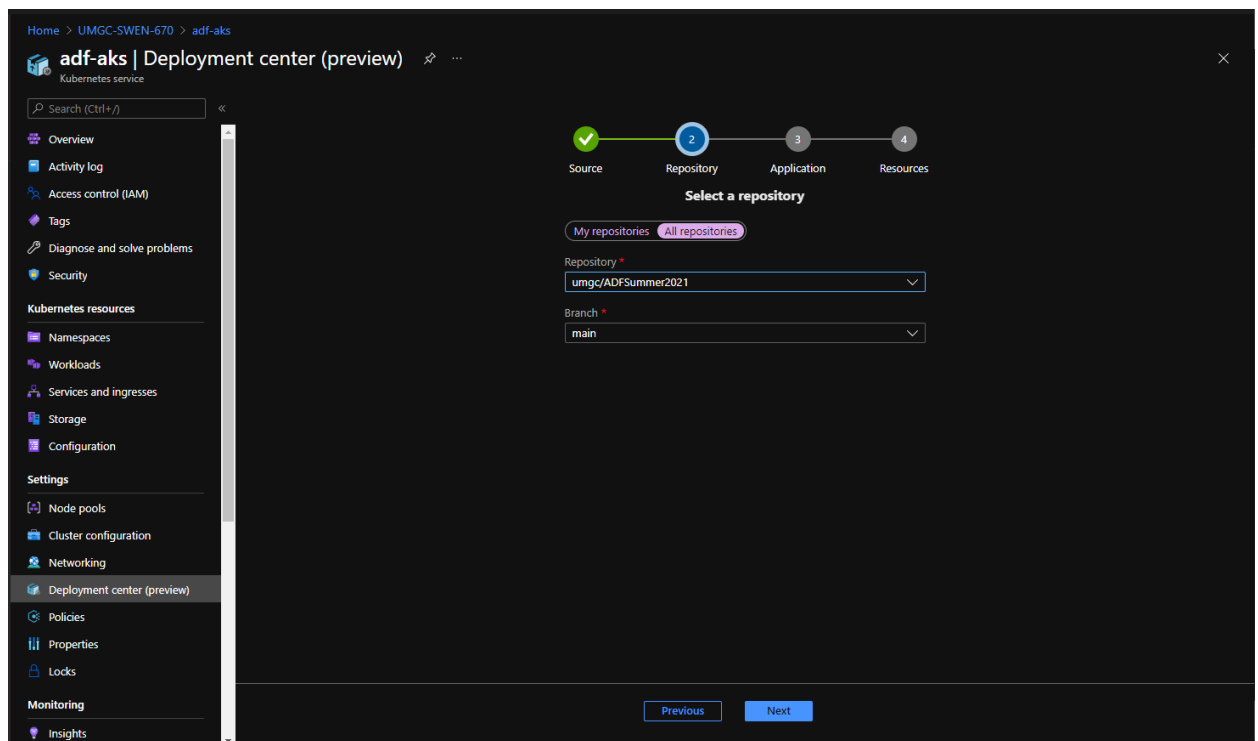 Home > UMGC-SWEN-670 > adf-aks
adf-aks | Deployment center (preview) ...
Kubernetes service
Search (Ctrl+/) «
Overview
Activity log
Access control (IAM)
Tags
Diagnose and solve problems
Security
Kubernetes resources
Namespaces
Workloads
Services and ingresses
Storage
Configuration
Settings
Node pools
Cluster configuration
Networking
Deployment center (preview)
Policies
Properties
Locks
Monitoring
Insights
2 3 4
Source Repository Application Resources
Select a repository
My repositories All repositories
Repository *
umgc/ADFSummer2021
Branch *
main
Previous Next